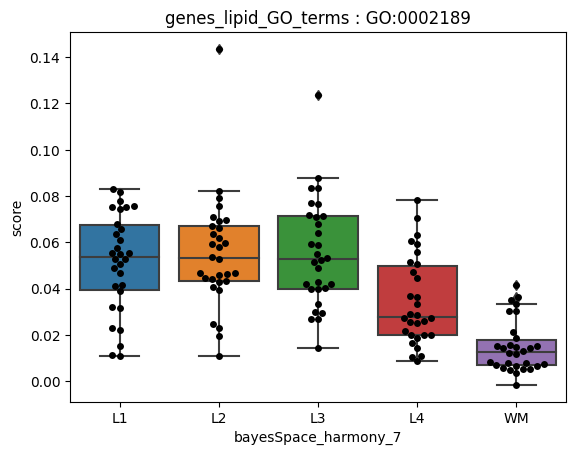 genes_lipid_GO_terms : GO:0002189
0.14
0.12
0.10
0.08
0.06
0.04
0.02
0.00
score
L1 L2 L3 L4 WM
bayesSpace_harmony_7